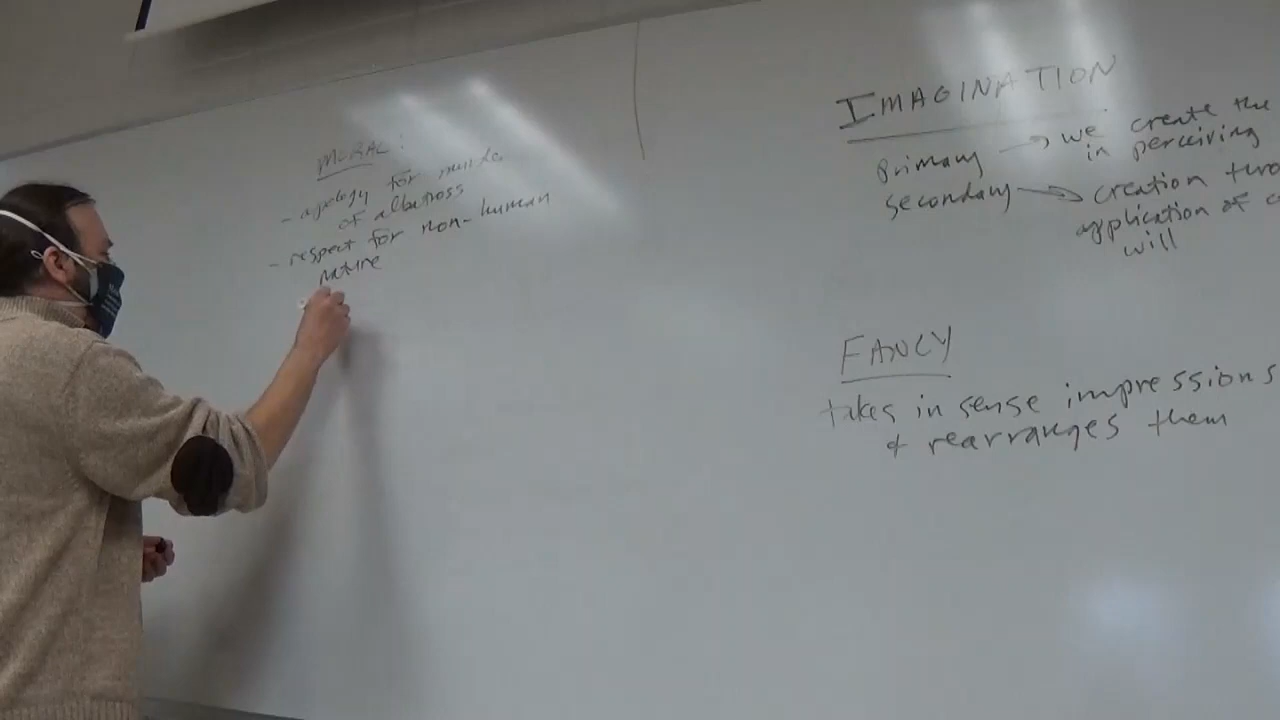 MORAL:
- apology for murder
of albatross
- respect for non-human
nature
IMAGINATION
Primary → we create the
in perceiving
secondary → creation
application of
will
FANCY
takes in sense impressions
& rearranges them